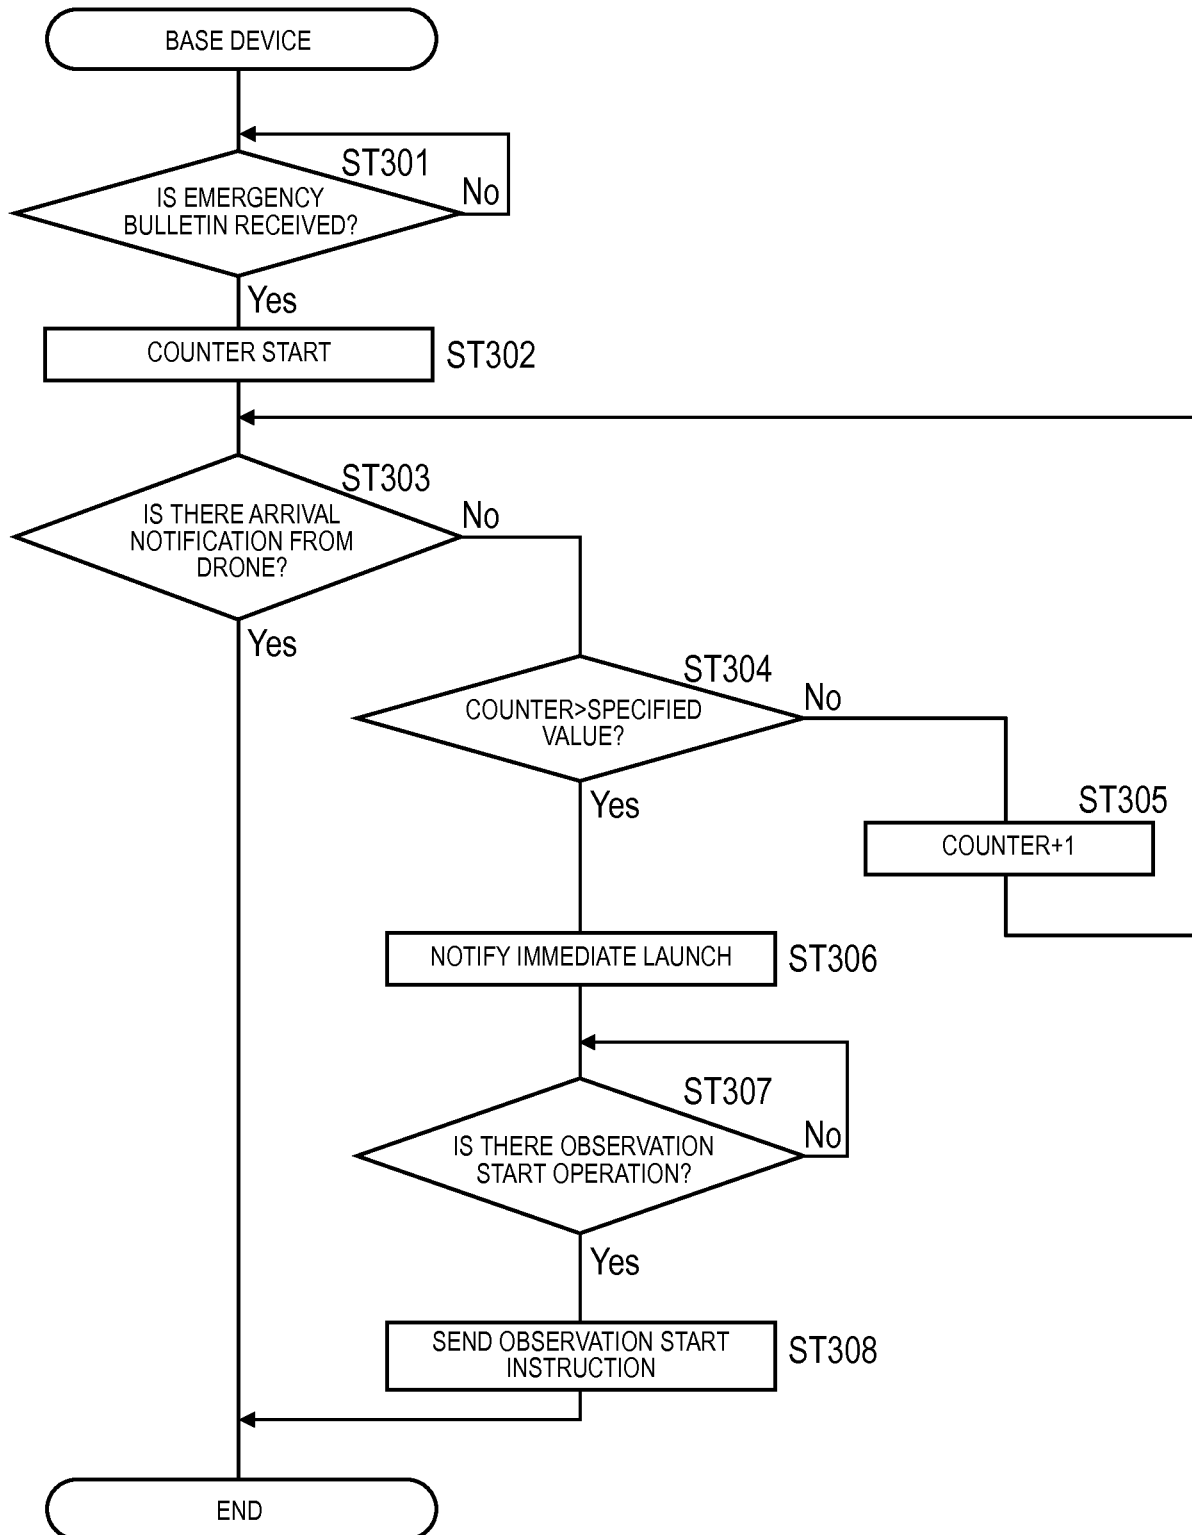 BASE DEVICE
ST301
IS EMERGENCY
BULLETIN RECEIVED?
No
Yes
COUNTER START
ST302
ST303
IS THERE ARRIVAL
NOTIFICATION FROM
DRONE?
No
Yes
ST304
COUNTER>SPECIFIED
VALUE?
No
Yes
ST305
COUNTER+1
NOTIFY IMMEDIATE LAUNCH
ST306
ST307
IS THERE OBSERVATION
START OPERATION?
No
Yes
SEND OBSERVATION START
INSTRUCTION
ST308
END